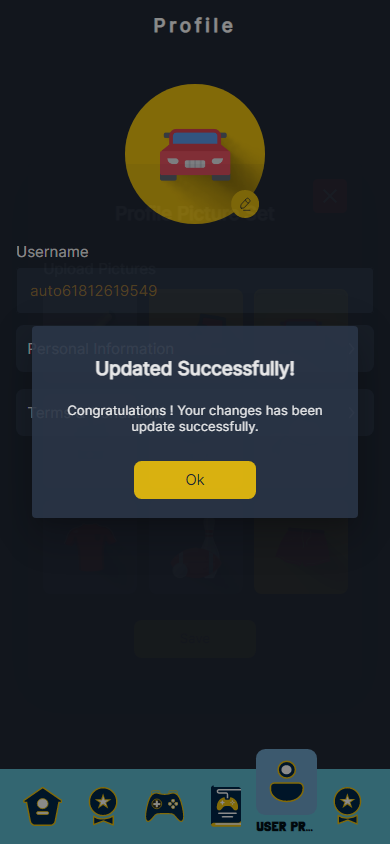 Profile
Profile Picture Set
Username
Upload Pictures
auto61812619549
Personal Information
Updated Successfully!
Terms
Congratulations ! Your changes has been
update successfully.
Ok
USER PR...